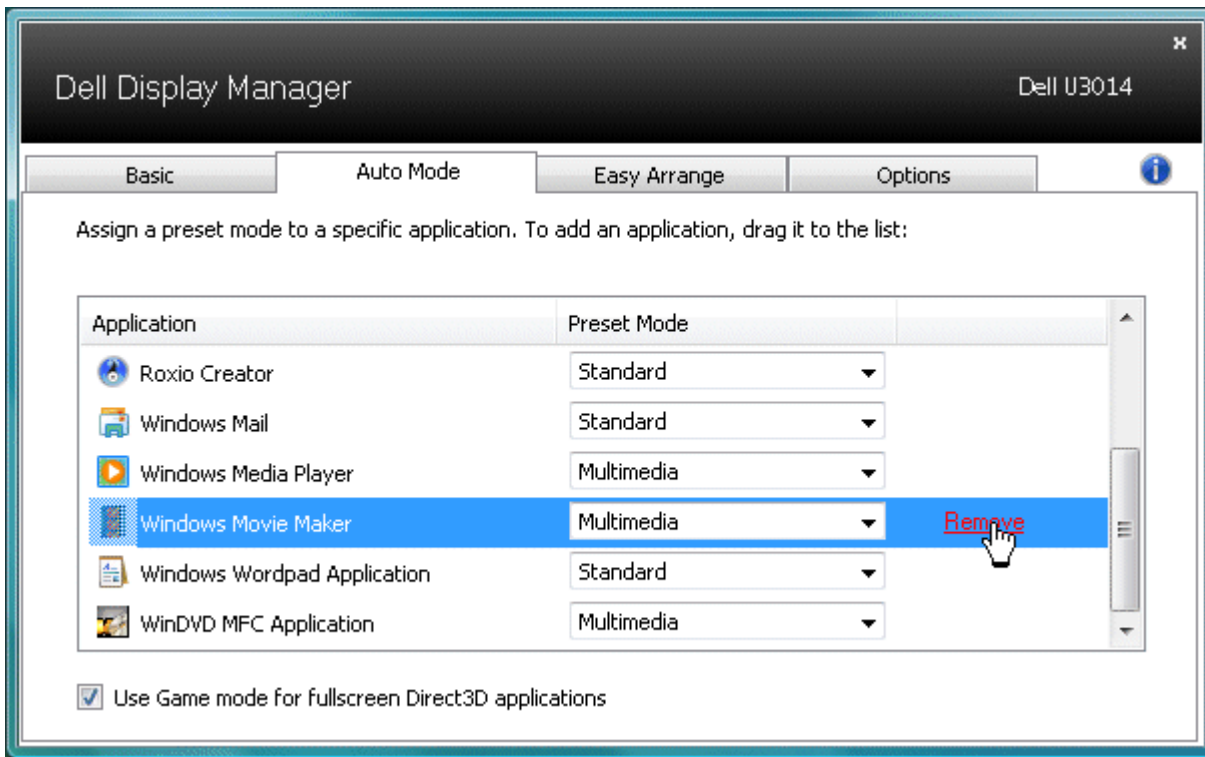 Dell Display Manager
Dell U3014
Basic
Auto Mode
Easy Arrange
Options
Assign a preset mode to a specific application. To add an application, drag it to the list:
Application Preset Mode
Roxio Creator Standard
Windows Mail Standard
Windows Media Player Multimedia
Windows Movie Maker Multimedia Remove
Windows Wordpad Application Standard
WinDVD MFC Application Multimedia
Use Game mode for fullscreen Direct3D applications